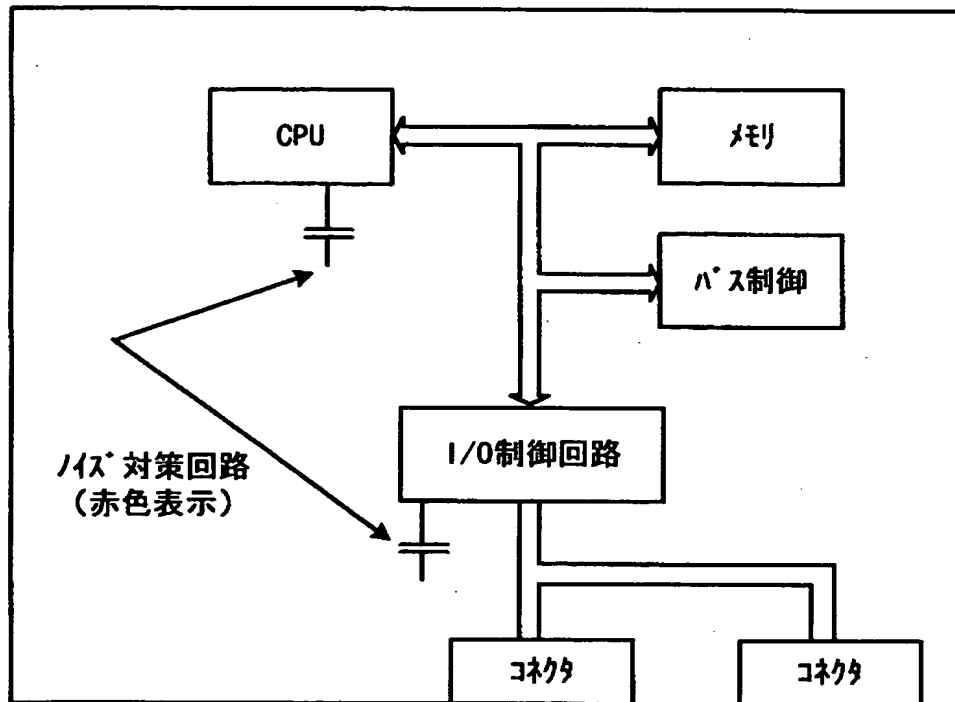 CPU
ﾒﾓﾘ
ﾊﾞｽ制御
I/O制御回路
ﾉｲｽﾞ対策回路
（赤色表示）
ｺﾈｸﾀ
ｺﾈｸﾀ